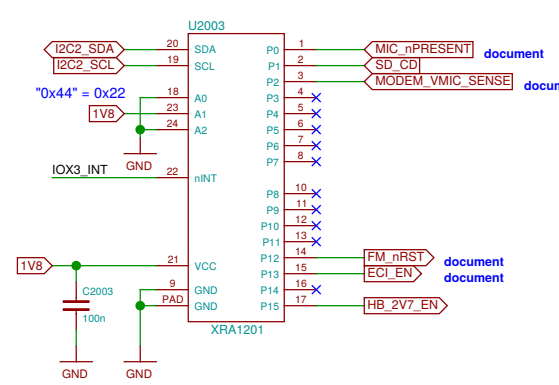 U2003
I2C2_SDA 20 SDA P0 1 MIC_nPRESENT document
I2C2_SCL 19 SCL P1 2 SD_CD
P2 3 MODEM_VMIC_SENSE docum
"0x44" = 0x22 18 A0 P3 4
1V8 23 A1 P4 5
24 A2 P5 6
P6 7
GND P7 8
IOX3_INT 22 nINT
P8 10
P9 11
P10 12
P11 13
P12 14 FM_nRST document
1V8 21 VCC P13 15 ECI_EN document
C2003 9 GND P14 16
100n PAD GND P15 17 HB_2V7_EN
XRA1201
GND GND